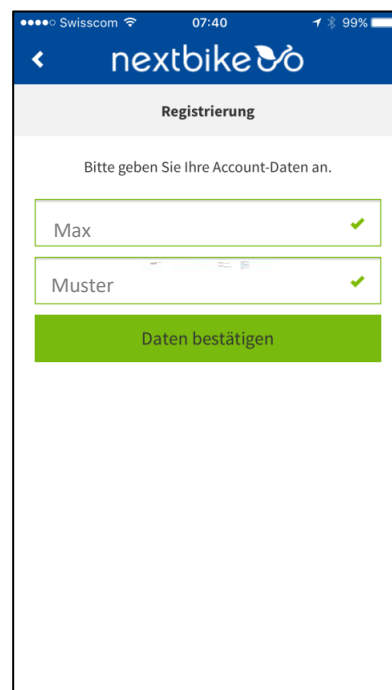 Swisscom 07:40 99%
nextbike
Registrierung
Bitte geben Sie Ihre Account-Daten an.
Max
Muster
Daten bestätigen